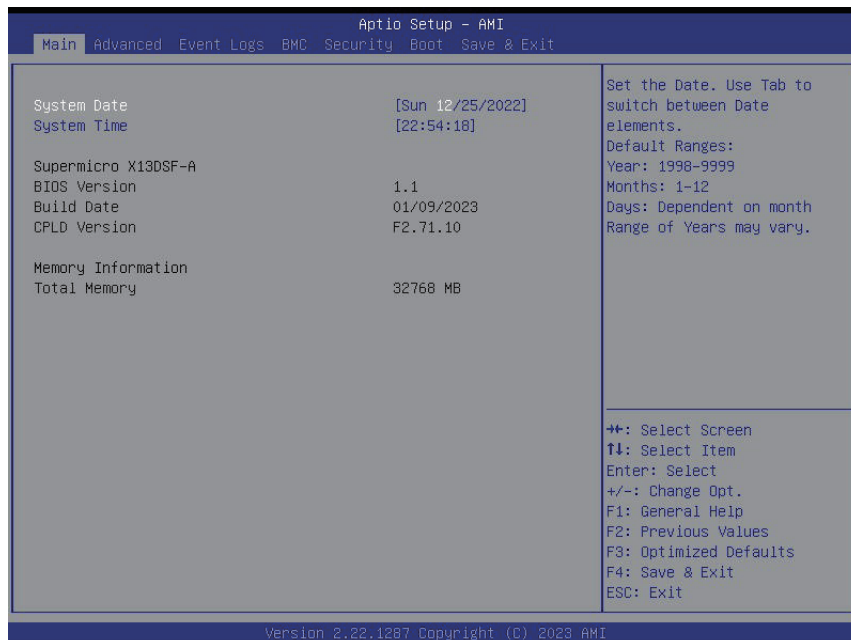 Aptio Setup – AMI
Main Advanced Event Logs BMC Security Boot Save & Exit
System Date [Sun 12/25/2022]
System Time [22:54:18]
Supermicro X13DSF-A
BIOS Version 1.1
Build Date 01/09/2023
CPLD Version F2.71.10
Memory Information
Total Memory 32768 MB
Set the Date. Use Tab to
switch between Date
elements.
Default Ranges:
Year: 1998-9999
Months: 1-12
Days: Dependent on month
Range of Years may vary.
→←: Select Screen
↑↓: Select Item
Enter: Select
+/-: Change Opt.
F1: General Help
F2: Previous Values
F3: Optimized Defaults
F4: Save & Exit
ESC: Exit
Version 2.22.1287 Copyright (C) 2023 AMI